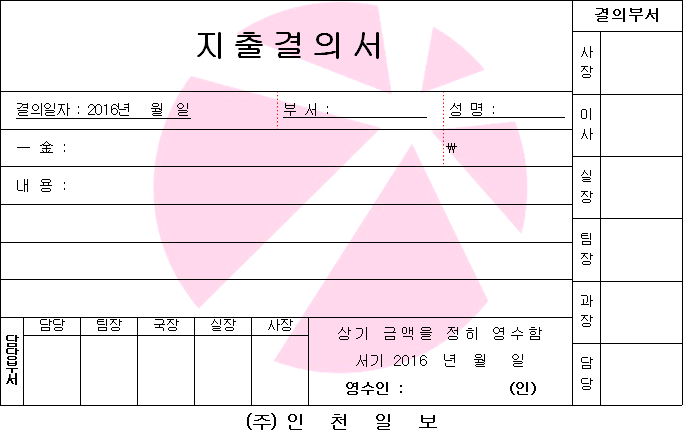 지출결의서
결의부서
사장
이사
실장
팀장
과장
담당
결의일자 : 2016년 월 일 부 서 : 성 명 :
一 金 : ₩
내 용 :
담당부서
담당 팀장 국장 실장 사장
상기 금액을 정히 영수함
서기 2016 년 월 일
영수인 : (인)
(주) 인 천 일 보